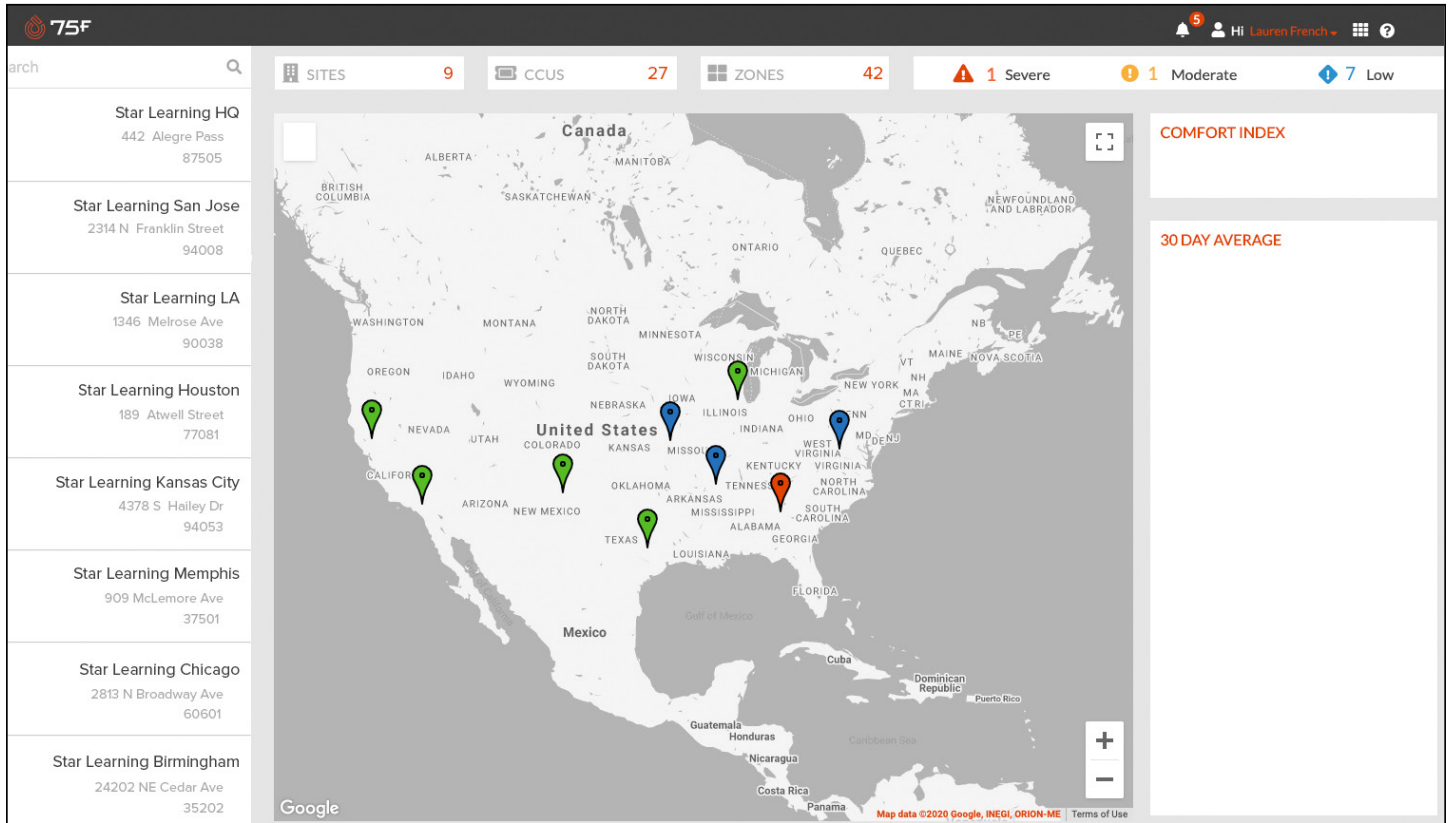 75F
5
Hi Lauren French
arch
SITES 9
CCUS 27
ZONES 42
1 Severe
1 Moderate
7 Low
Star Learning HQ
442 Alegre Pass
87505
Star Learning San Jose
2314 N Franklin Street
94008
Star Learning LA
1346 Melrose Ave
90038
Star Learning Houston
189 Atwell Street
77081
Star Learning Kansas City
4378 S Hailey Dr
94053
Star Learning Memphis
909 McLemore Ave
37501
Star Learning Chicago
2813 N Broadway Ave
60601
Star Learning Birmingham
24202 NE Cedar Ave
35202
Canada
ALBERTA
MANITOBA
BRITISH
COLUMBIA
SASKATCHEWAN
NEWFOUNDLAND
AND LABRADOR
ONTARIO
QUEBEC
NORTH
DAKOTA
WASHINGTON
MONTANA
MINNESOTA
NB
PE
SOUTH
DAKOTA
WISCONSIN
VT
MAINE
NOVA SCOTIA
OREGON
IDAHO
WYOMING
MICHIGAN
NEW YORK
NH
MA
CT RI
NEBRASKA
IOWA
ILLINOIS
OHIO
NEVADA
UTAH
United States
COLORADO
KANSAS
MISSOU
INDIANA
WEST
VIRGINIA
MD
DE
NJ
KENTUCKY
VIRGINIA
CALIFOR
OKLAHOMA
TENNESS
NORTH
CAROLINA
ARIZONA
NEW MEXICO
ARKANSAS
MISSISSIPPI
SOUTH
CAROLINA
ALABAMA
TEXAS
GEORGIA
LOUISIANA
FLORIDA
Gulf of Mexico
Mexico
Cuba
Dominican
Republic
Puerto Rico
Guatemala
Honduras
Caribbean Sea
Nicaragua
Costa Rica
Panama
Google
Map data ©2020 Google, INEGI, ORION-ME
Terms of Use
COMFORT INDEX
30 DAY AVERAGE